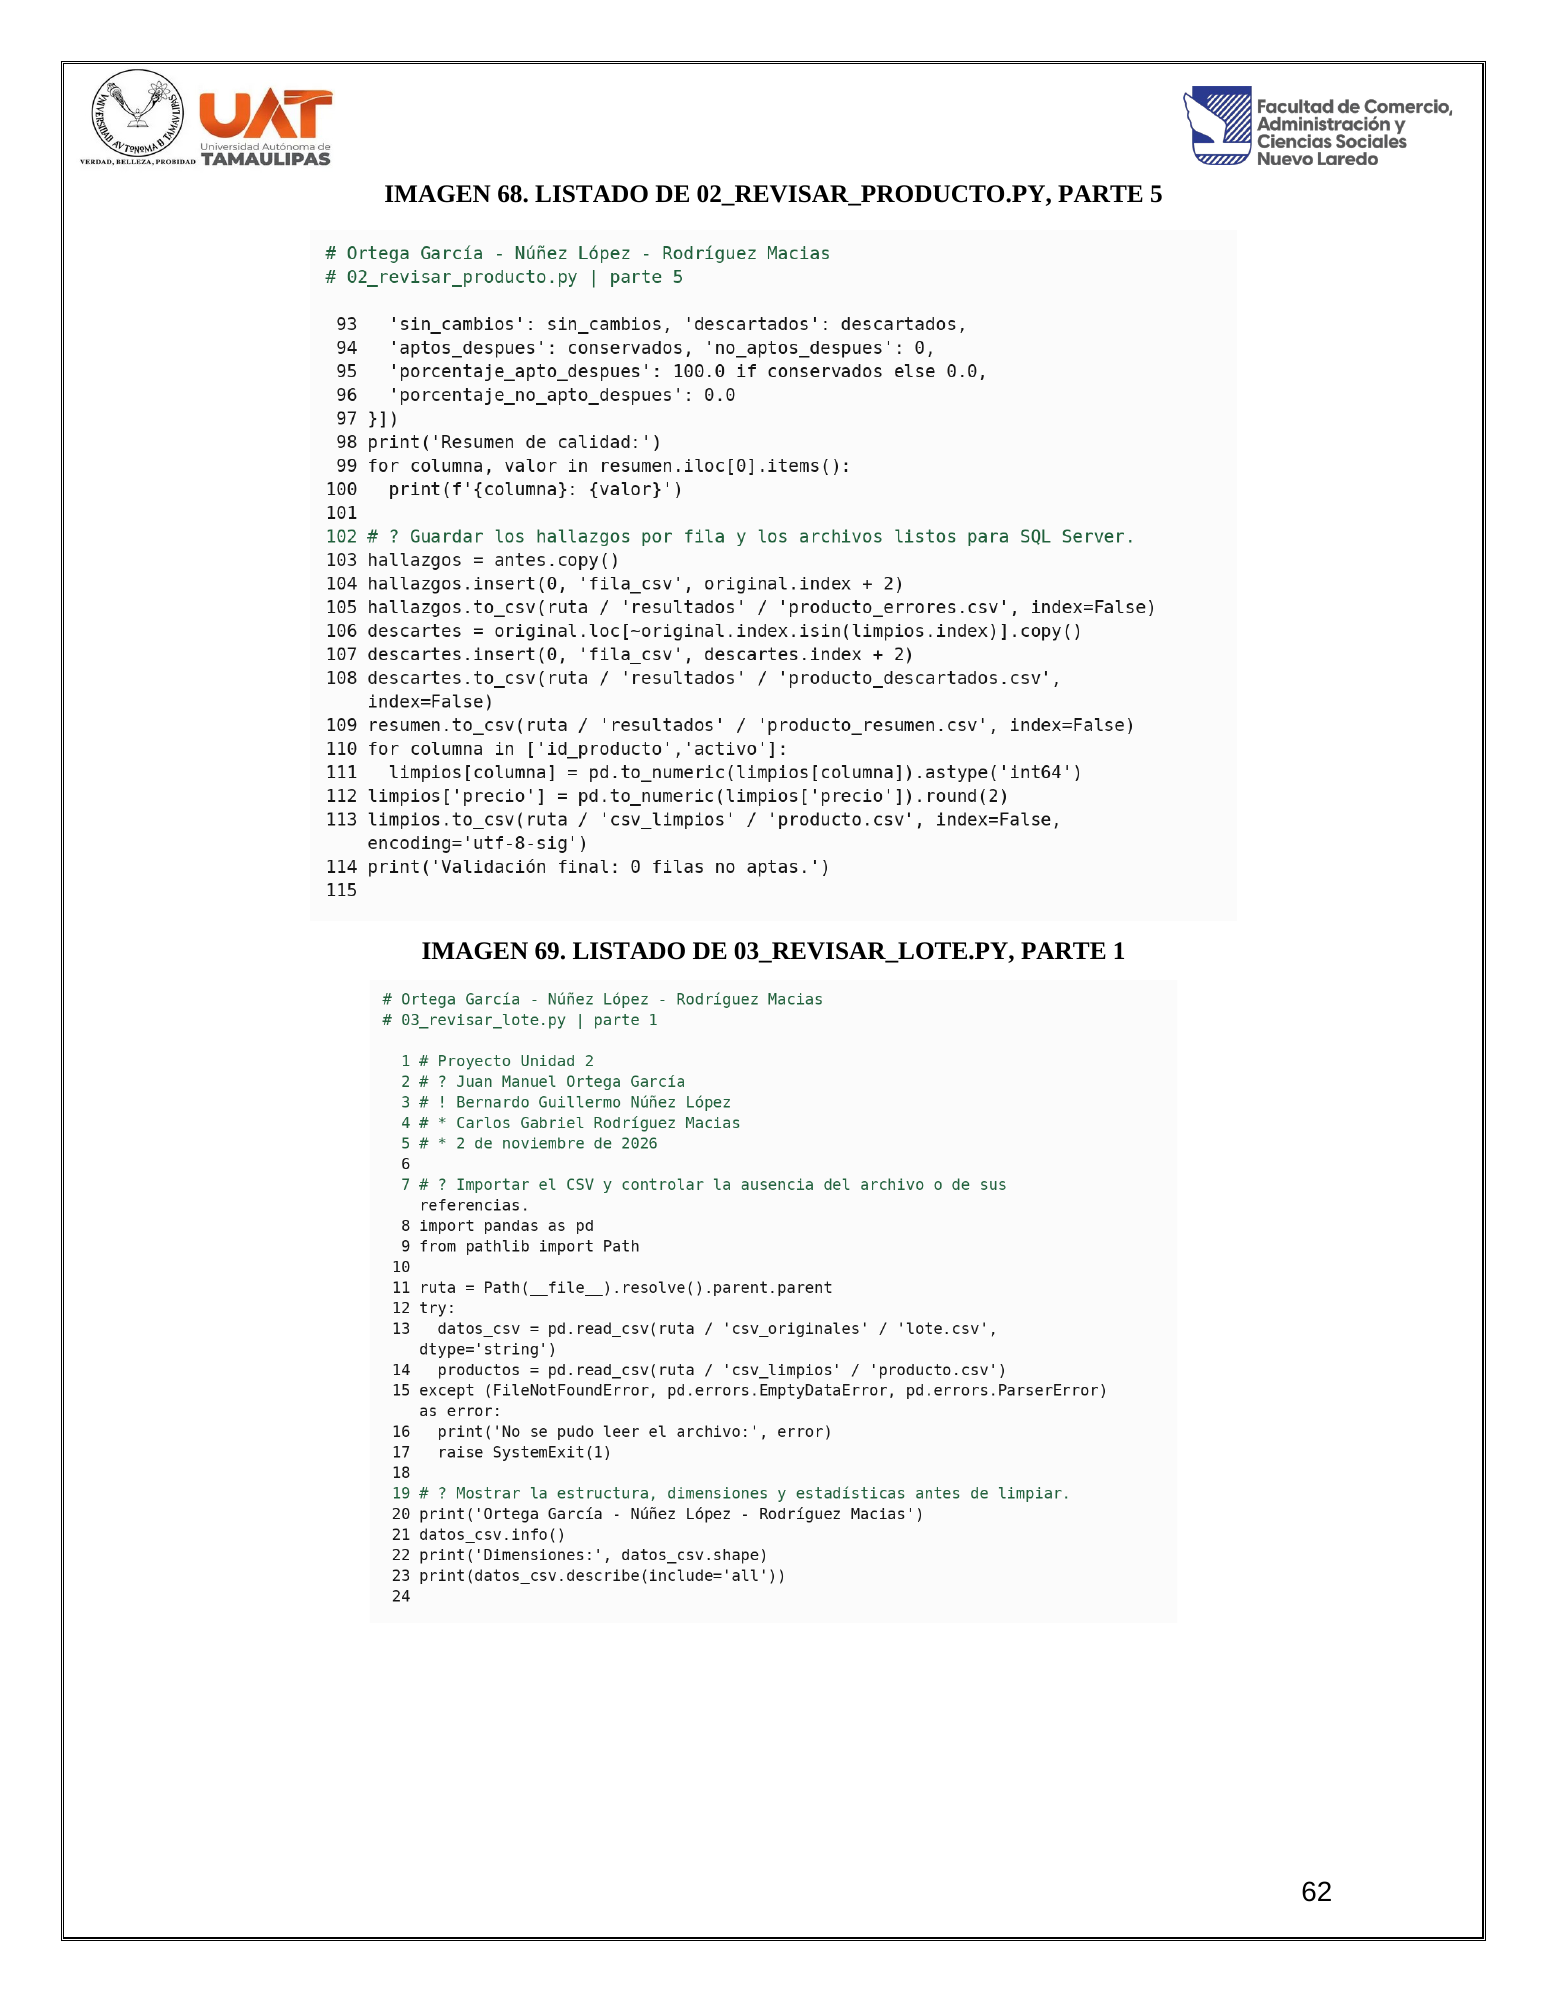 UNIVERSIDAD AVTONOMA D TAMAVLIPAS
VERDAD, BELLEZA, PROBIDAD
UAT
Universidad Autónoma de
TAMAULIPAS
Facultad de Comercio,
Administración y
Ciencias Sociales
Nuevo Laredo
IMAGEN 68. LISTADO DE 02_REVISAR_PRODUCTO.PY, PARTE 5
# Ortega García - Núñez López - Rodríguez Macias
# 02_revisar_producto.py | parte 5
93   'sin_cambios': sin_cambios, 'descartados': descartados,
94   'aptos_despues': conservados, 'no_aptos_despues': 0,
95   'porcentaje_apto_despues': 100.0 if conservados else 0.0,
96   'porcentaje_no_apto_despues': 0.0
97 }])
98 print('Resumen de calidad:')
99 for columna, valor in resumen.iloc[0].items():
100   print(f'{columna}: {valor}')
101
102 # ? Guardar los hallazgos por fila y los archivos listos para SQL Server.
103 hallazgos = antes.copy()
104 hallazgos.insert(0, 'fila_csv', original.index + 2)
105 hallazgos.to_csv(ruta / 'resultados' / 'producto_errores.csv', index=False)
106 descartes = original.loc[~original.index.isin(limpios.index)].copy()
107 descartes.insert(0, 'fila_csv', descartes.index + 2)
108 descartes.to_csv(ruta / 'resultados' / 'producto_descartados.csv',
index=False)
109 resumen.to_csv(ruta / 'resultados' / 'producto_resumen.csv', index=False)
110 for columna in ['id_producto','activo']:
111   limpios[columna] = pd.to_numeric(limpios[columna]).astype('int64')
112 limpios['precio'] = pd.to_numeric(limpios['precio']).round(2)
113 limpios.to_csv(ruta / 'csv_limpios' / 'producto.csv', index=False,
encoding='utf-8-sig')
114 print('Validación final: 0 filas no aptas.')
115
IMAGEN 69. LISTADO DE 03_REVISAR_LOTE.PY, PARTE 1
# Ortega García - Núñez López - Rodríguez Macias
# 03_revisar_lote.py | parte 1
1 # Proyecto Unidad 2
2 # ? Juan Manuel Ortega García
3 # ! Bernardo Guillermo Núñez López
4 # * Carlos Gabriel Rodríguez Macias
5 # * 2 de noviembre de 2026
6
7 # ? Importar el CSV y controlar la ausencia del archivo o de sus
referencias.
8 import pandas as pd
9 from pathlib import Path
10
11 ruta = Path(__file__).resolve().parent.parent
12 try:
13   datos_csv = pd.read_csv(ruta / 'csv_originales' / 'lote.csv',
dtype='string')
14   productos = pd.read_csv(ruta / 'csv_limpios' / 'producto.csv')
15 except (FileNotFoundError, pd.errors.EmptyDataError, pd.errors.ParserError)
as error:
16   print('No se pudo leer el archivo:', error)
17   raise SystemExit(1)
18
19 # ? Mostrar la estructura, dimensiones y estadísticas antes de limpiar.
20 print('Ortega García - Núñez López - Rodríguez Macias')
21 datos_csv.info()
22 print('Dimensiones:', datos_csv.shape)
23 print(datos_csv.describe(include='all'))
24
62